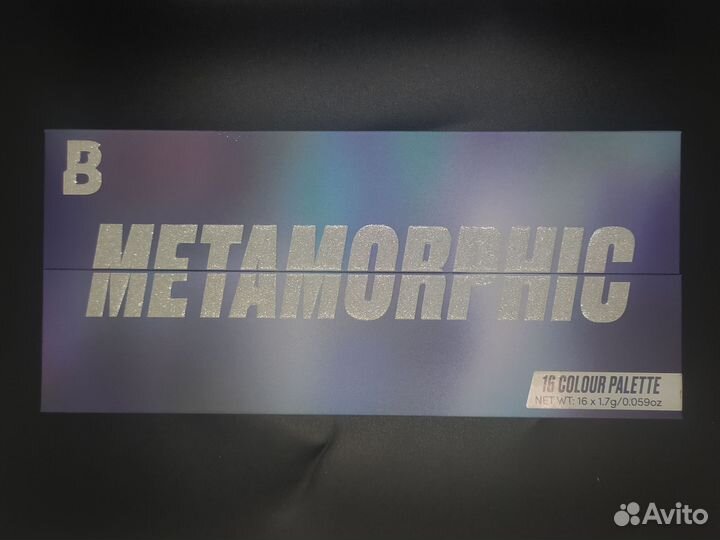 B
METAMORPHIC
16 COLOUR PALETTE
NET WT: 16 x 1.7g/0.059oz
Avito